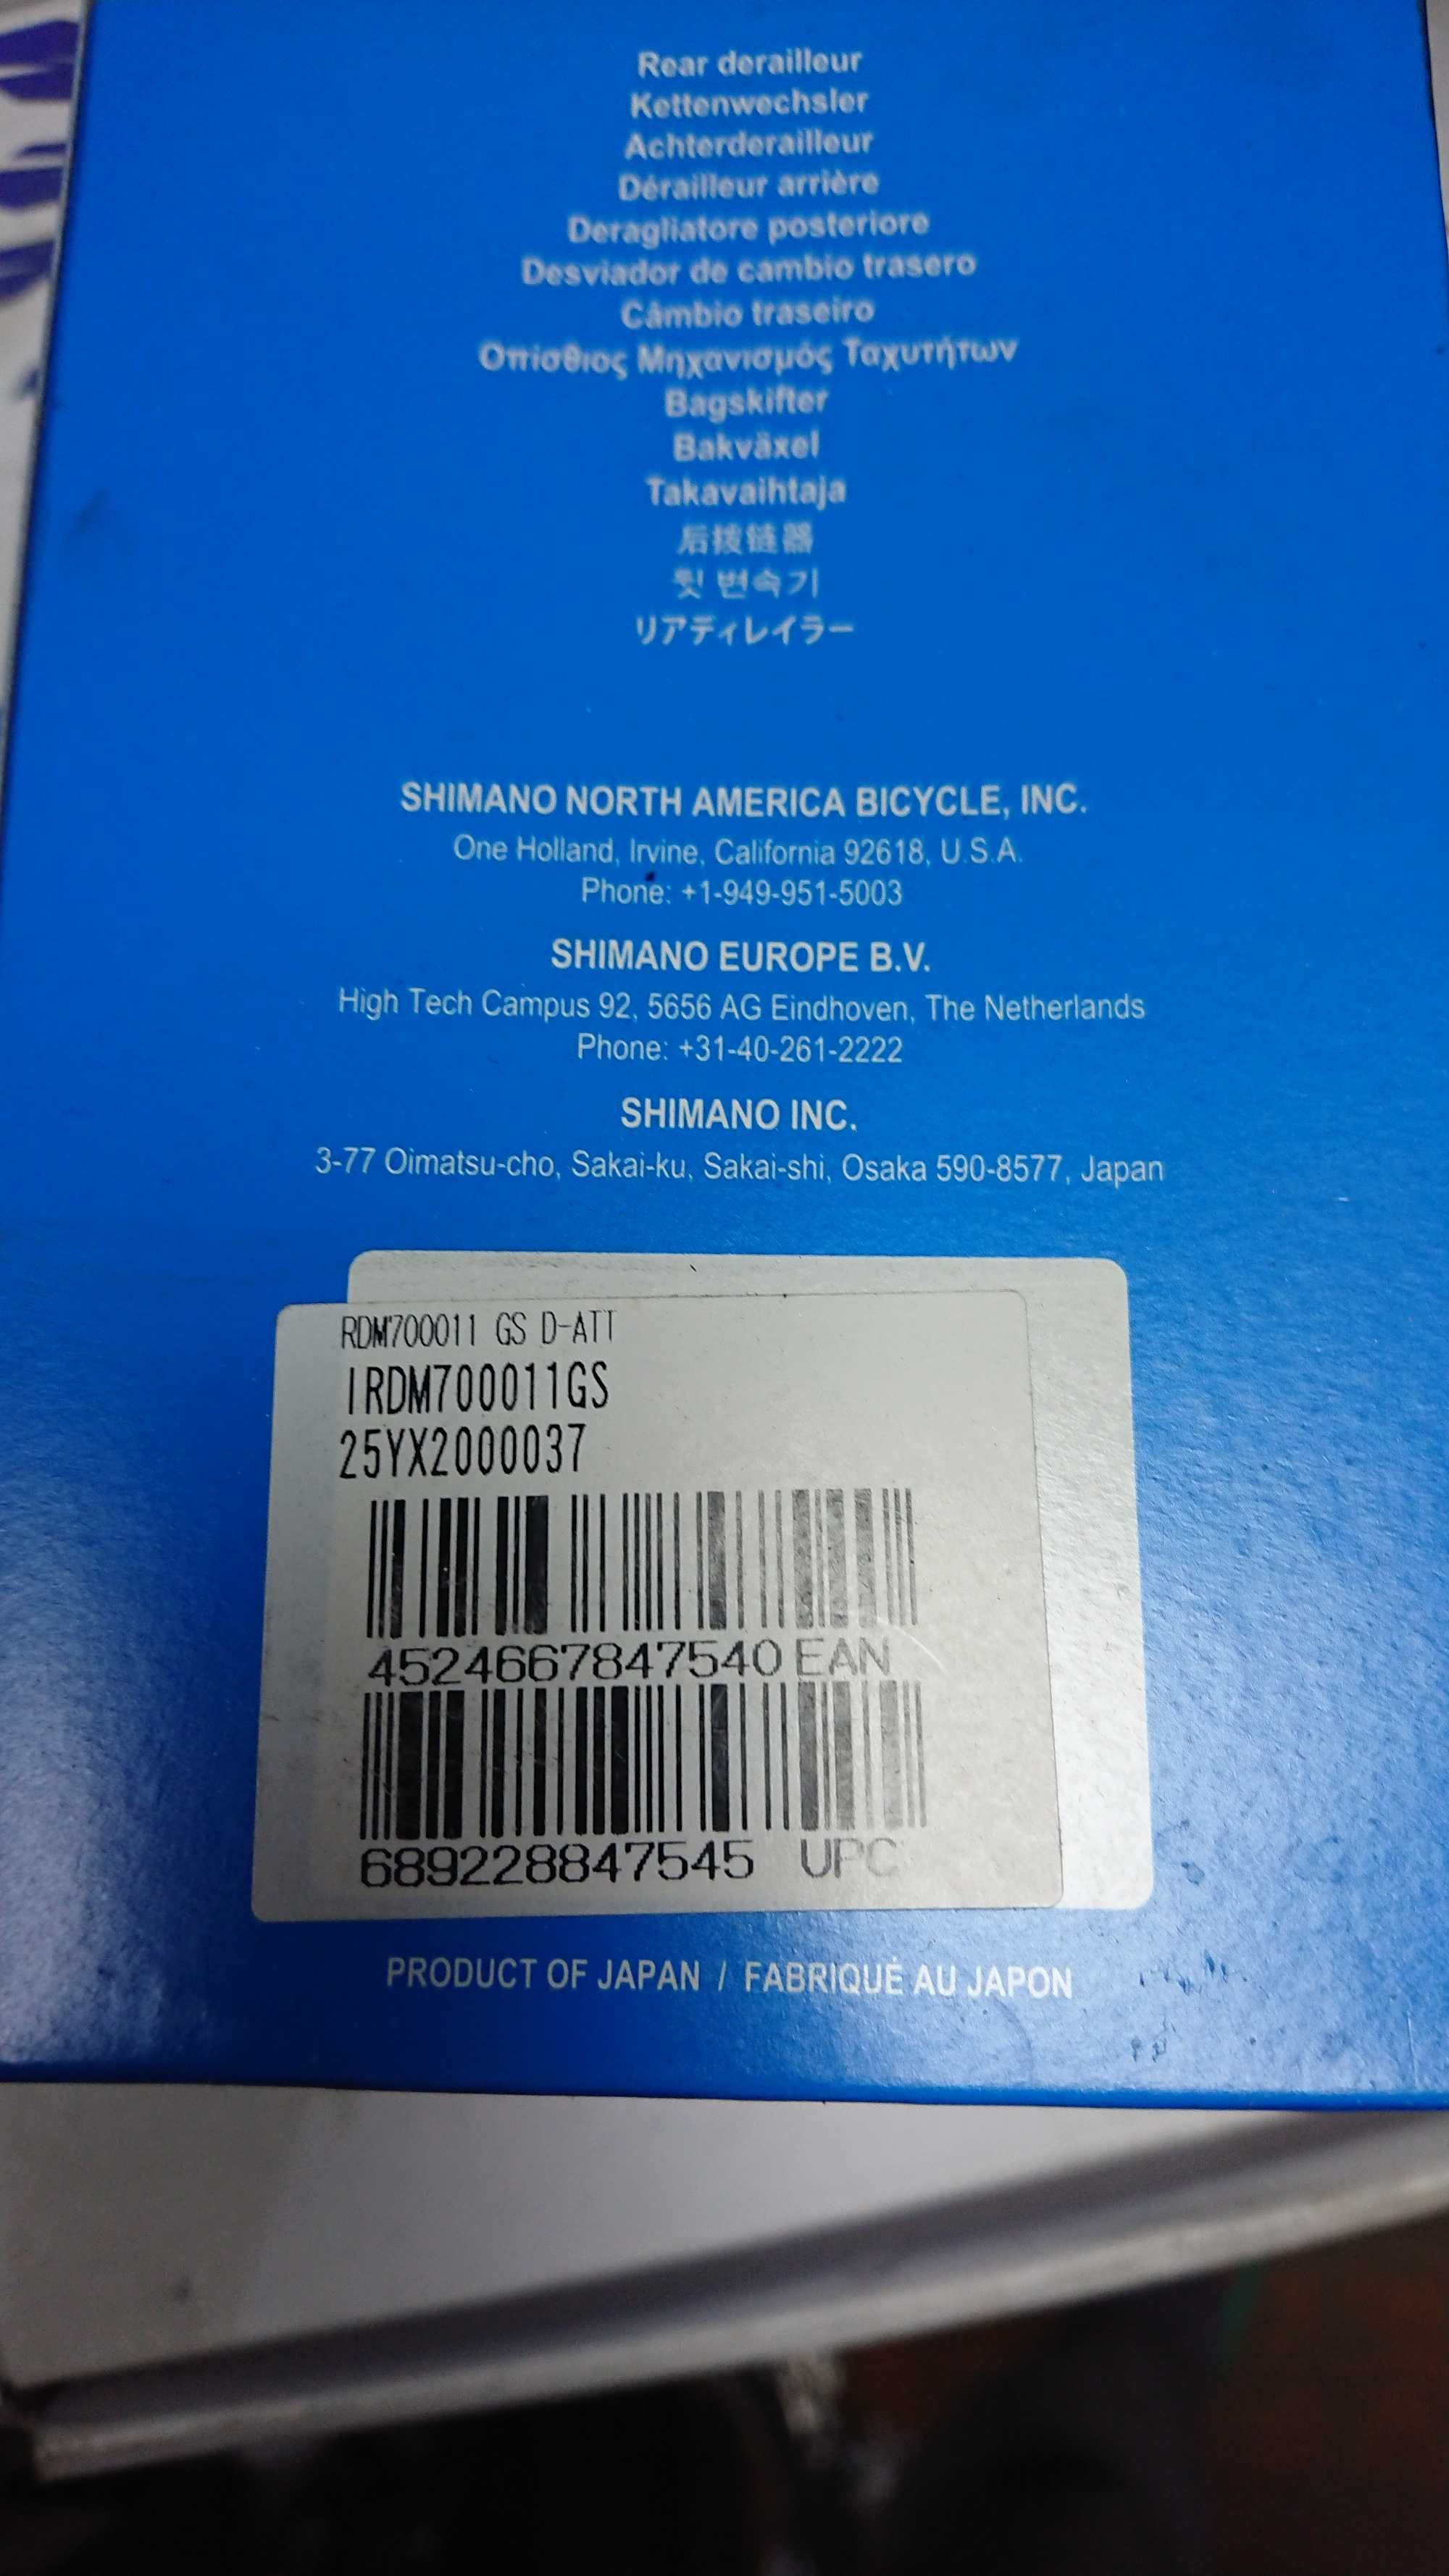 Rear derailleur
Kettenwechsler
Achterderailleur
Dérailleur arrière
Deragliatore posteriore
Desviador de cambio trasero
Câmbio traseiro
Οπίσθιος Μηχανισμός Ταχυτήτων
Bagskifter
Bakväxel
Takavaihtaja
后拨链器
뒷 변속기
リアディレイラー
SHIMANO NORTH AMERICA BICYCLE, INC.
One Holland, Irvine, California 92618, U.S.A.
Phone: +1-949-951-5003
SHIMANO EUROPE B.V.
High Tech Campus 92, 5656 AG Eindhoven, The Netherlands
Phone: +31-40-261-2222
SHIMANO INC.
3-77 Oimatsu-cho, Sakai-ku, Sakai-shi, Osaka 590-8577, Japan
RDM700011 GS D-ATT
IRDM700011GS
25YX2000037
4524667847540 EAN
689228847545 UPC
PRODUCT OF JAPAN / FABRIQUÉ AU JAPON